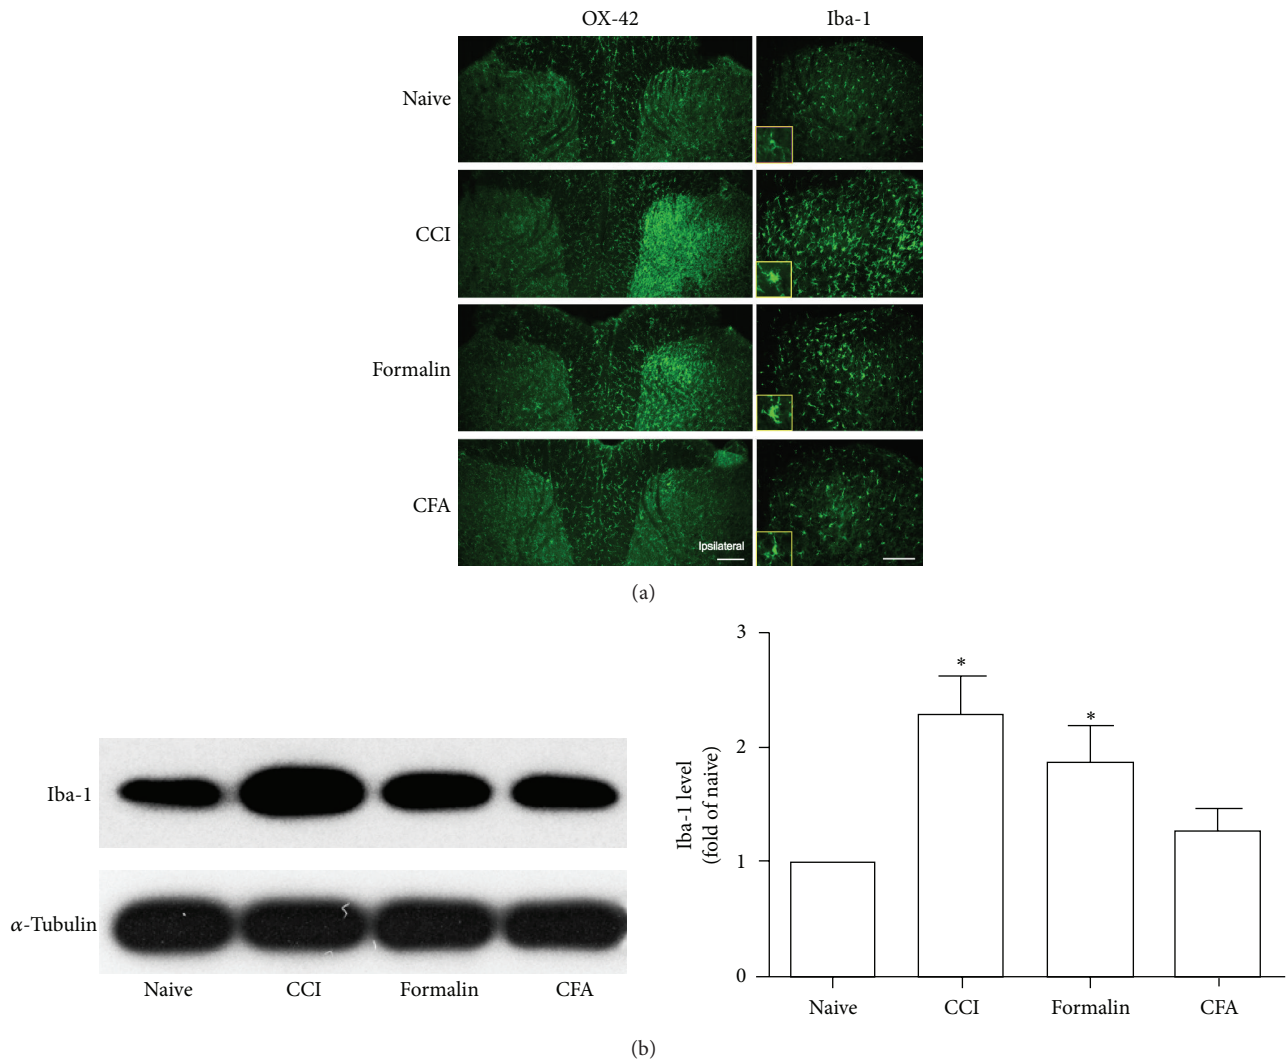 OX-42 Iba-1
Naive
CCI
Formalin
CFA
Ipsilateral
(a)
Iba-1
α-Tubulin
Naive CCI Formalin CFA
Iba-1 level
(fold of naive)
3
2
1
0
*
*
Naive CCI Formalin CFA
(b)